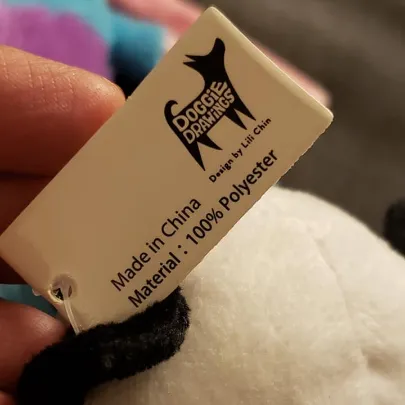 DOGGIE
DRAWINGS
Design by Lili Chin
Made in China
Material : 100% Polyester